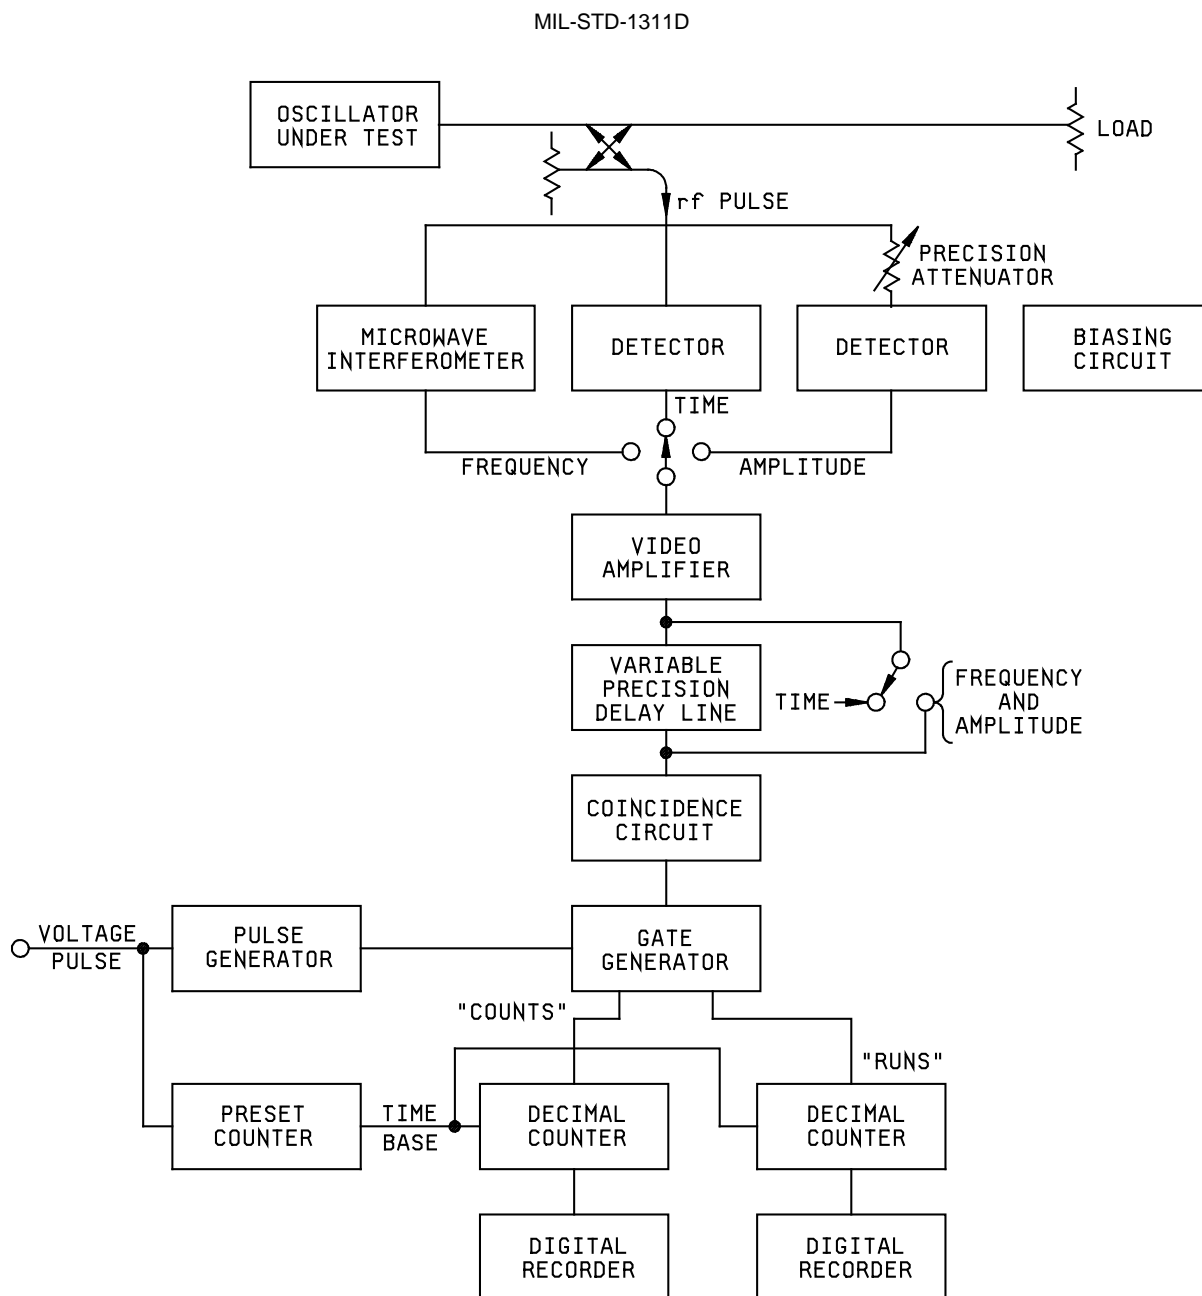 MIL-STD-1311D
OSCILLATOR
UNDER TEST
LOAD
rf PULSE
PRECISION
ATTENUATOR
MICROWAVE
INTERFEROMETER
DETECTOR
DETECTOR
BIASING
CIRCUIT
TIME
FREQUENCY
AMPLITUDE
VIDEO
AMPLIFIER
VARIABLE
PRECISION
DELAY LINE
TIME
FREQUENCY
AND
AMPLITUDE
COINCIDENCE
CIRCUIT
VOLTAGE
PULSE
PULSE
GENERATOR
GATE
GENERATOR
"COUNTS"
"RUNS"
PRESET
COUNTER
TIME
BASE
DECIMAL
COUNTER
DECIMAL
COUNTER
DIGITAL
RECORDER
DIGITAL
RECORDER